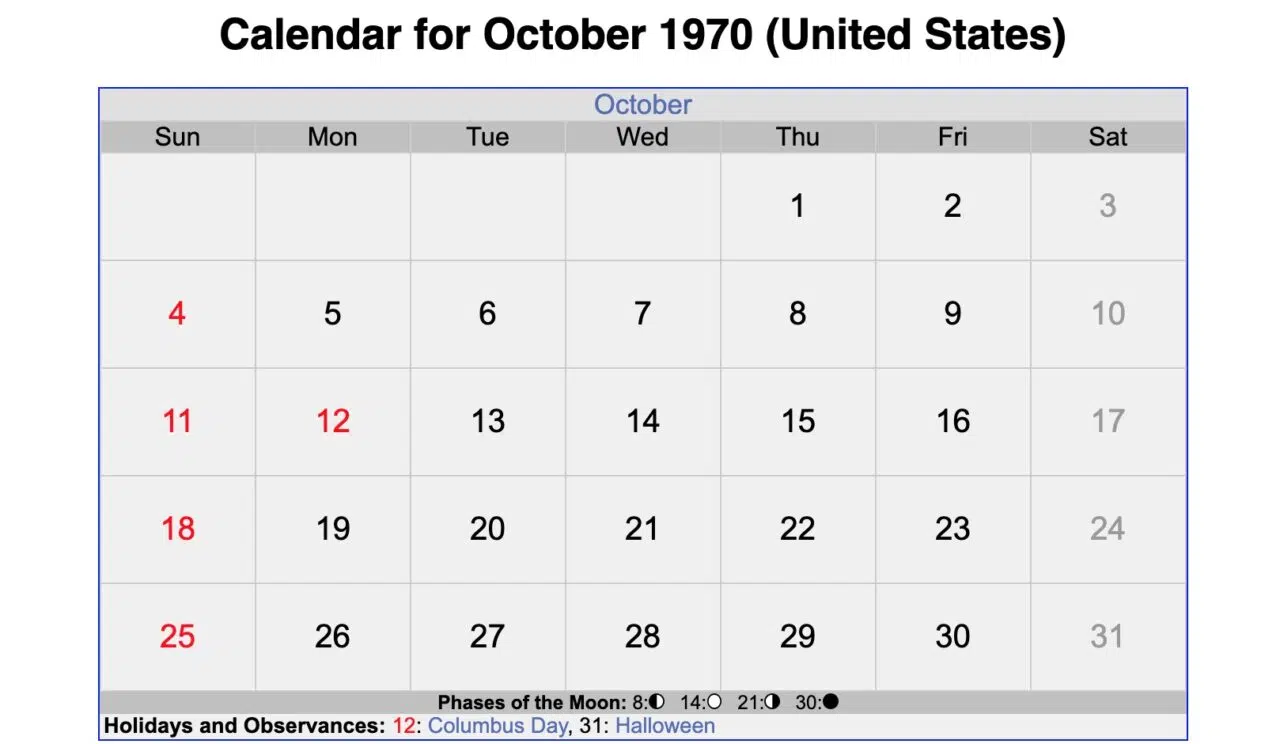 Calendar for October 1970 (United States)
October
Sun Mon Tue Wed Thu Fri Sat
1 2 3
4 5 6 7 8 9 10
11 12 13 14 15 16 17
18 19 20 21 22 23 24
25 26 27 28 29 30 31
Phases of the Moon: 8:◐ 14:○ 21:◑ 30:●
Holidays and Observances: 12: Columbus Day, 31: Halloween